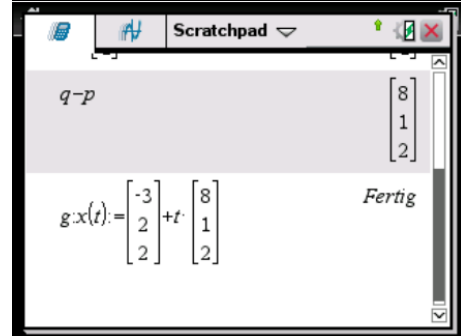 Scratchpad
q-p
[8
1
2]
g:x(t):=[-3
2
2]+t·[8
1
2]
Fertig